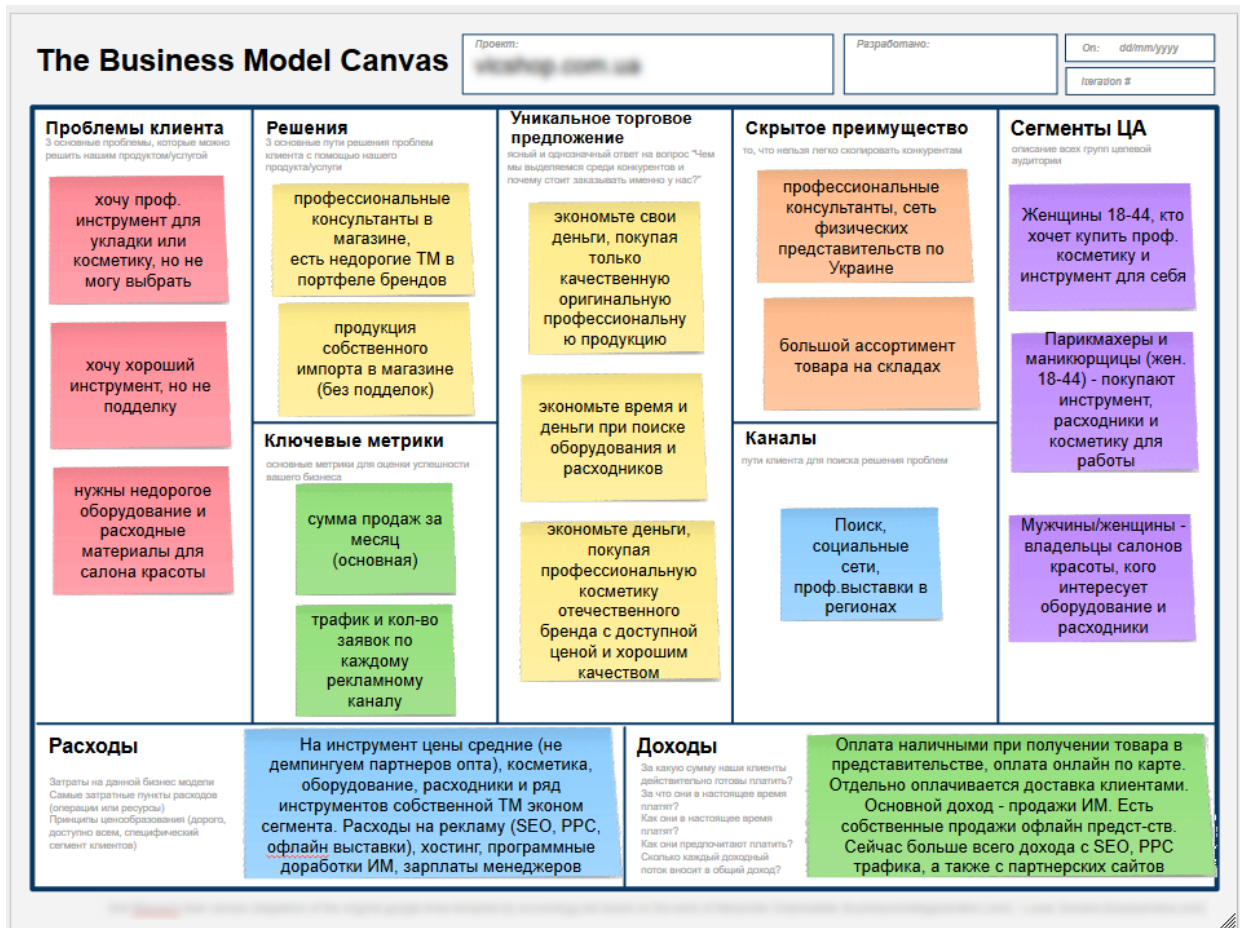 The Business Model Canvas
Проект:
Разработано:
On: dd/mm/yyyy
Iteration #
Проблемы клиента
3 основные проблемы, которые можно
решить нашим продуктом/услугой
хочу проф.
инструмент для
укладки или
косметику, но не
могу выбрать
хочу хороший
инструмент, но не
подделку
нужны недорогое
оборудование и
расходные
материалы для
салона красоты
Решения
3 основные пути решения проблем
клиента с помощью нашего
продукта/услуги
профессиональные
консультанты в
магазине,
есть недорогие ТМ в
портфеле брендов
продукция
собственного
импорта в магазине
(без подделок)
Ключевые метрики
основные метрики для оценки успешности
вашего бизнеса
сумма продаж за
месяц
(основная)
трафик и кол-во
заявок по
каждому
рекламному
каналу
Уникальное торговое
предложение
ясный и однозначный ответ на вопрос "Чем
мы выделяемся среди конкурентов и
почему стоит заказывать именно у нас?"
экономьте свои
деньги, покупая
только
качественную
оригинальную
профессиональну
ю продукцию
экономьте время и
деньги при поиске
оборудования и
расходников
экономьте деньги,
покупая
профессиональную
косметику
отечественного
бренда с доступной
ценой и хорошим
качеством
Скрытое преимущество
то, что нельзя легко скопировать конкурентам
профессиональные
консультанты, сеть
физических
представительств по
Украине
большой ассортимент
товара на складах
Каналы
пути клиента для поиска решения проблем
Поиск,
социальные
сети,
проф.выставки в
регионах
Сегменты ЦА
описание всех групп целевой
аудитории
Женщины 18-44, кто
хочет купить проф.
косметику и
инструмент для себя
Парикмахеры и
маникюрщицы (жен.
18-44) - покупают
инструмент,
расходники и
косметику для
работы
Мужчины/женщины -
владельцы салонов
красоты, кого
интересует
оборудование и
расходники
Расходы
Затраты на данной бизнес модели
Самые затратные пункты расходов
(операции или ресурсы)
Принципы ценообразования (дорого,
доступно всем, специфический
сегмент клиентов)
На инструмент цены средние (не
демпингуем партнеров опта), косметика,
оборудование, расходники и ряд
инструментов собственной ТМ эконом
сегмента. Расходы на рекламу (SEO, PPC,
офлайн выставки), хостинг, программные
доработки ИМ, зарплаты менеджеров
Доходы
За какую сумму наши клиенты
действительно готовы платить?
За что они в настоящее время
платят?
Как они в настоящее время
платят?
Как они предпочитают платить?
Сколько каждый доходный
поток вносит в общий доход?
Оплата наличными при получении товара в
представительстве, оплата онлайн по карте.
Отдельно оплачивается доставка клиентами.
Основной доход - продажи ИМ. Есть
собственные продажи офлайн предст-ств.
Сейчас больше всего дохода с SEO, PPC
трафика, а также с партнерских сайтов